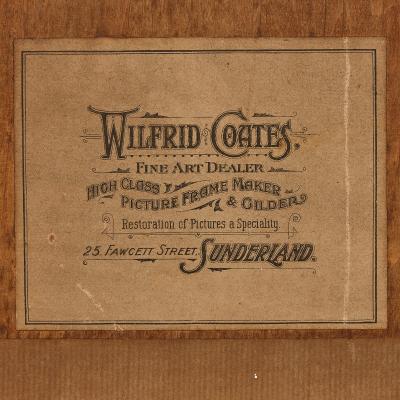 WILFRID COATES.
FINE ART DEALER
HIGH CLASS
PICTURE FRAME MAKER
& GILDER
Restoration of Pictures a Speciality.
25, FAWCETT STREET, SUNDERLAND.